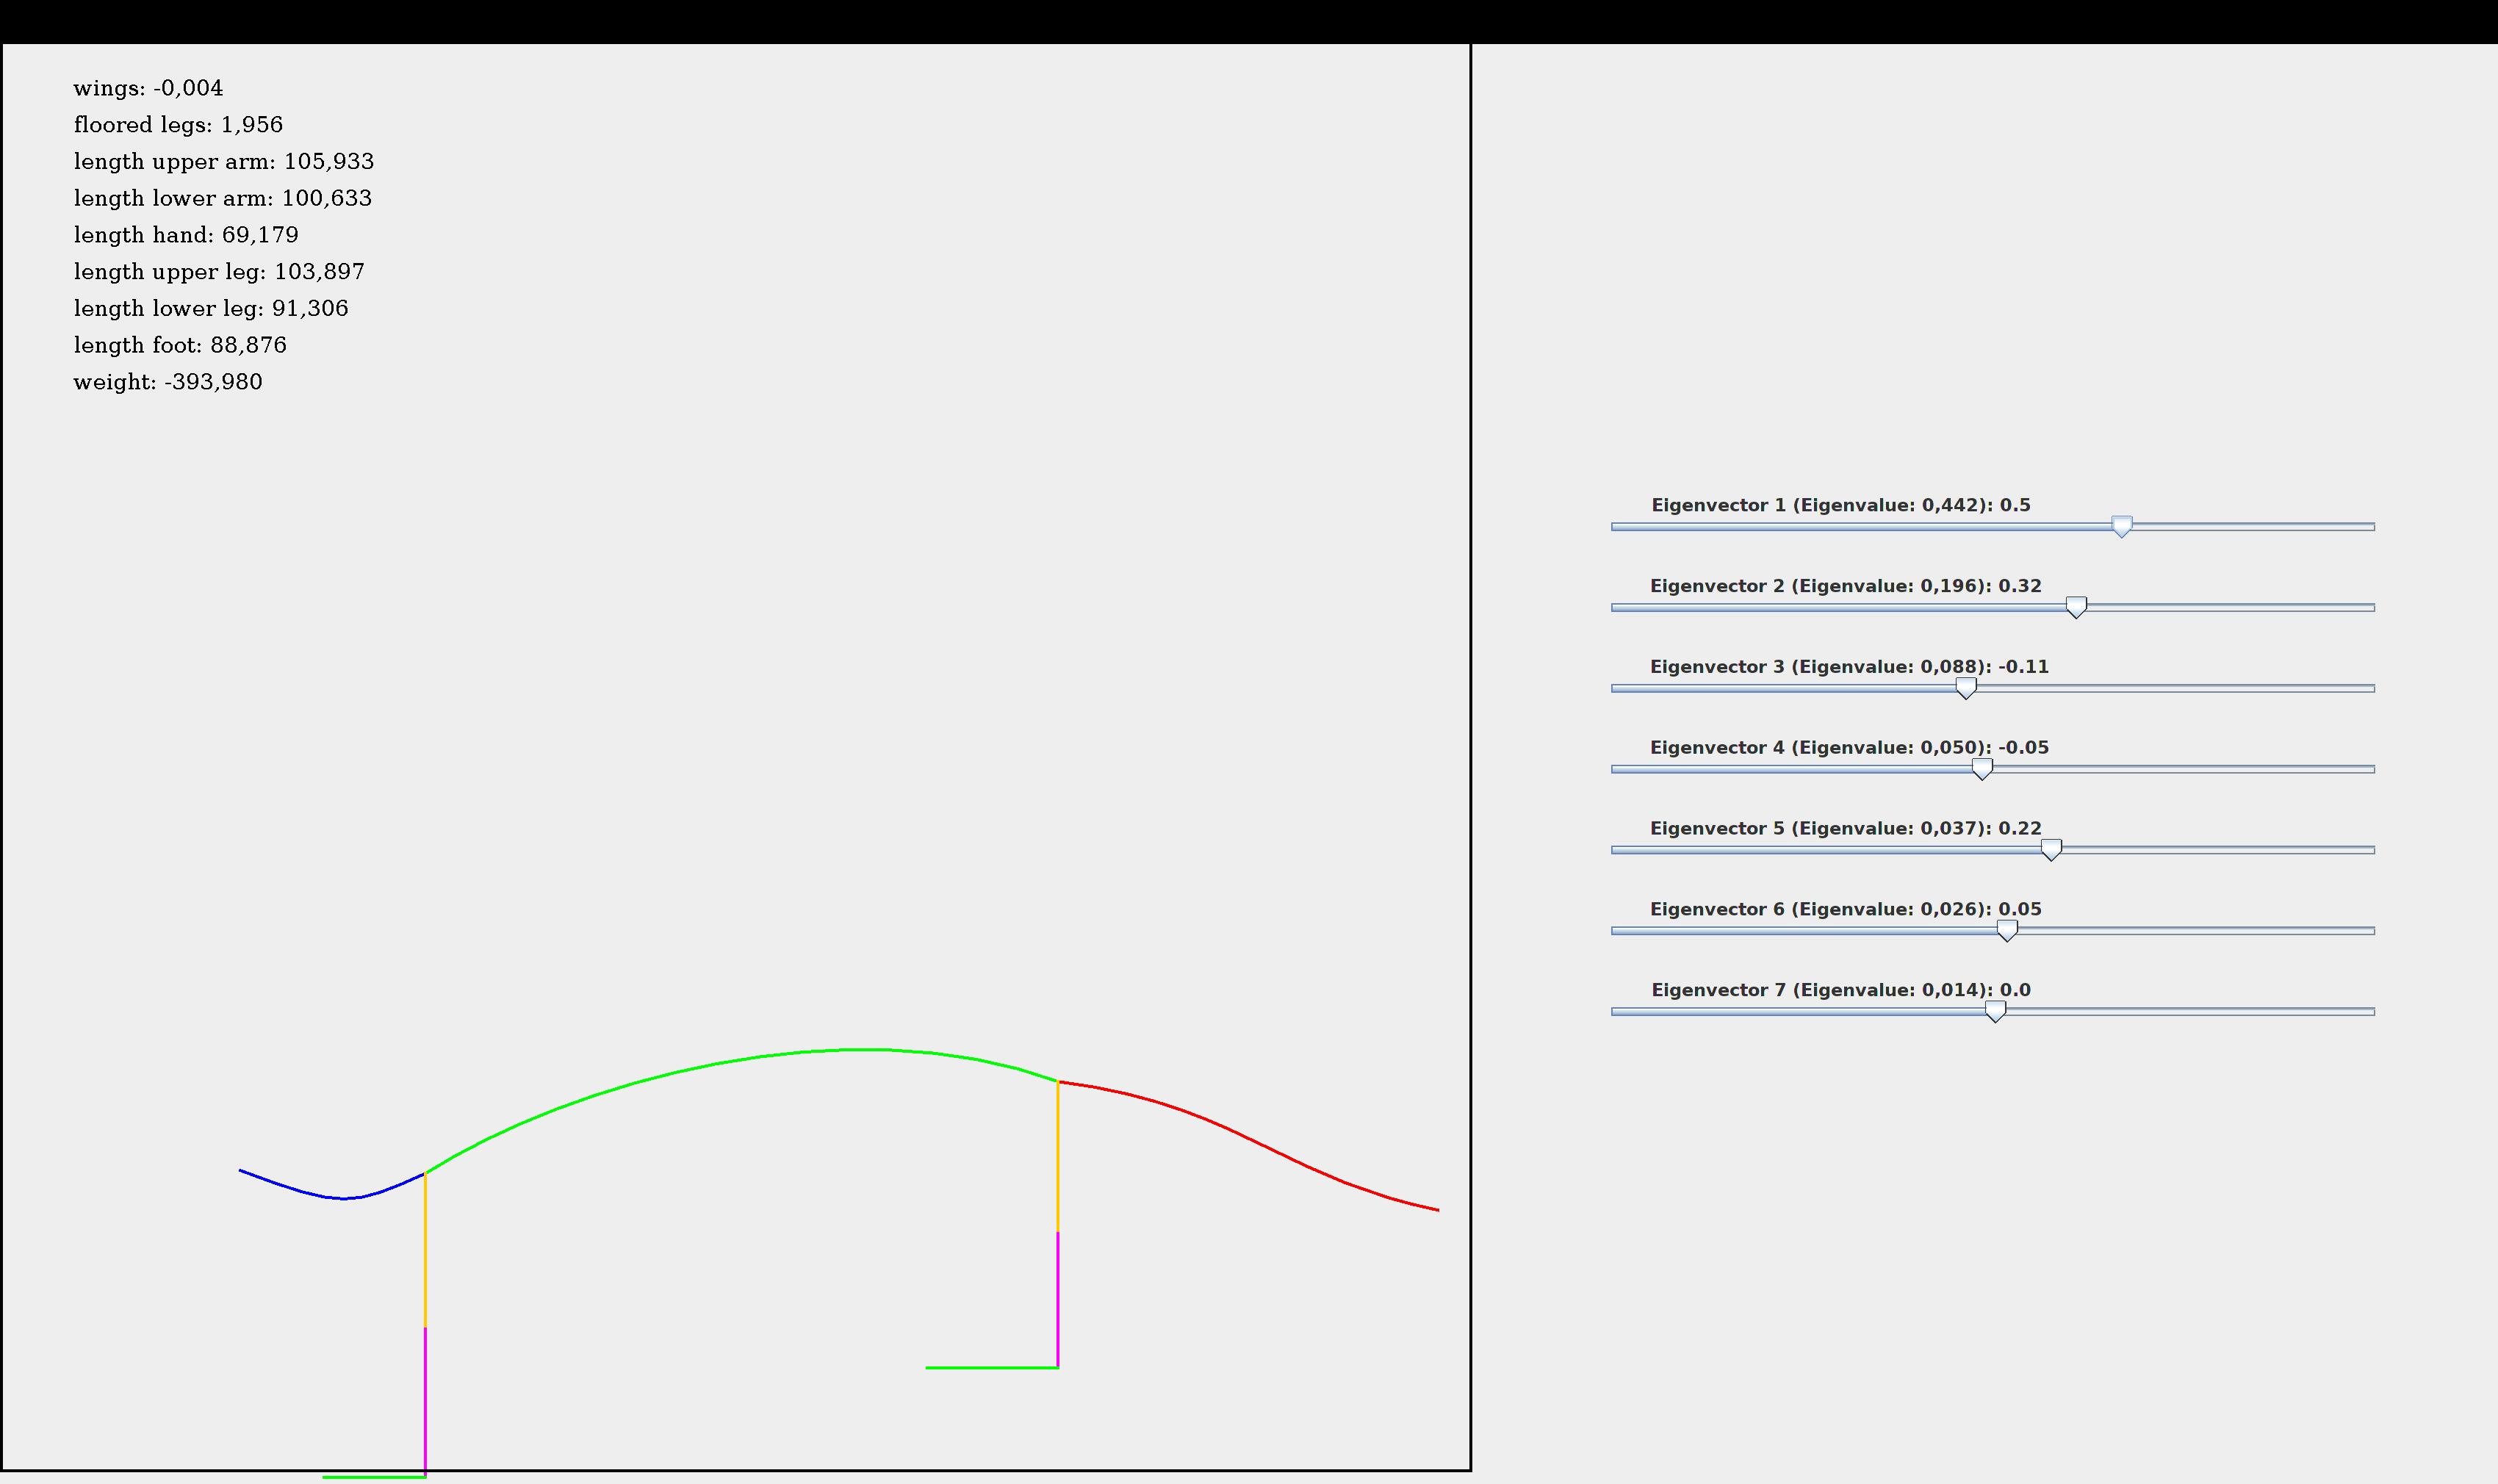 wings: -0,004
floored legs: 1,956
length upper arm: 105,933
length lower arm: 100,633
length hand: 69,179
length upper leg: 103,897
length lower leg: 91,306
length foot: 88,876
weight: -393,980
Eigenvector 1 (Eigenvalue: 0,442): 0.5
Eigenvector 2 (Eigenvalue: 0,196): 0.32
Eigenvector 3 (Eigenvalue: 0,088): -0.11
Eigenvector 4 (Eigenvalue: 0,050): -0.05
Eigenvector 5 (Eigenvalue: 0,037): 0.22
Eigenvector 6 (Eigenvalue: 0,026): 0.05
Eigenvector 7 (Eigenvalue: 0,014): 0.0